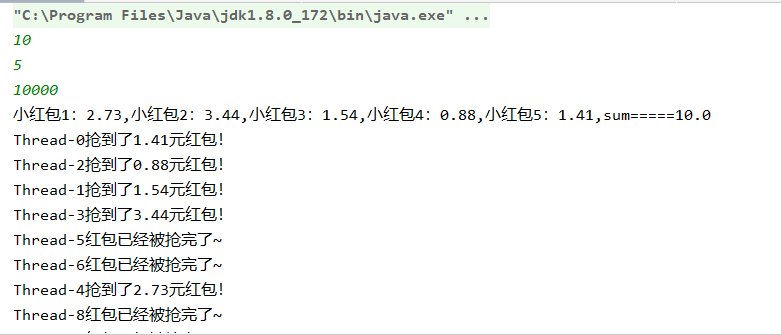 "C:\Program Files\Java\jdk1.8.0_172\bin\java.exe" ...
10
5
10000
小红包1：2.73,小红包2：3.44,小红包3：1.54,小红包4：0.88,小红包5：1.41,sum=====10.0
Thread-0抢到了1.41元红包！
Thread-2抢到了0.88元红包！
Thread-1抢到了1.54元红包！
Thread-3抢到了3.44元红包！
Thread-5红包已经被抢完了~
Thread-6红包已经被抢完了~
Thread-4抢到了2.73元红包！
Thread-8红包已经被抢完了~